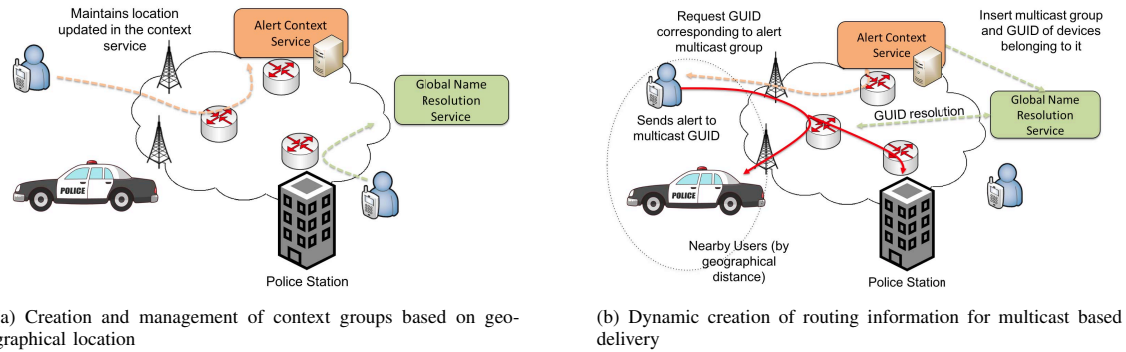 Maintains location
updated in the context
service
Alert Context
Service
Global Name
Resolution
Service
POLICE
Police Station
a) Creation and management of context groups based on geo-
graphical location
Request GUID
corresponding to alert
multicast group
Alert Context
Service
Insert multicast group
and GUID of devices
belonging to it
Sends alert to
multicast GUID
GUID resolution
Global Name
Resolution
Service
POLICE
Nearby Users (by
geographical
distance)
Police Station
(b) Dynamic creation of routing information for multicast based
delivery